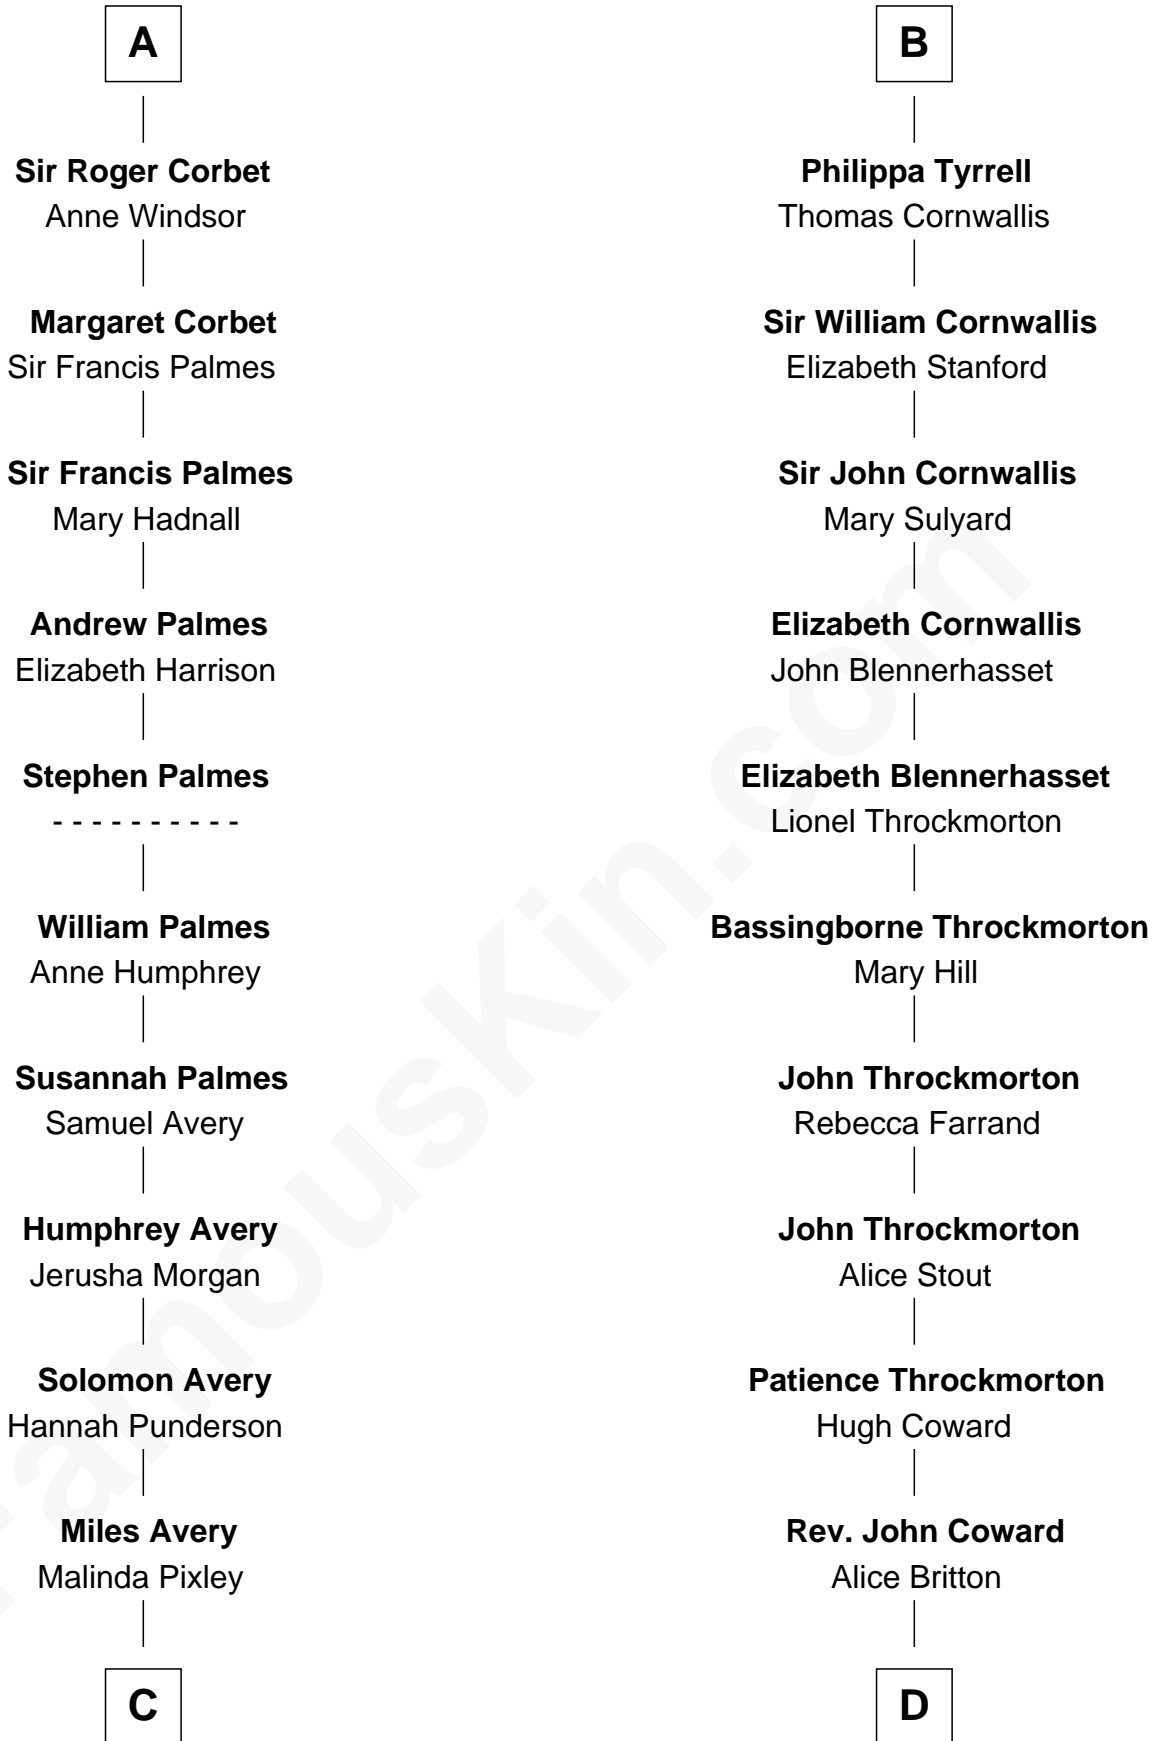 A
Sir Roger Corbet
Anne Windsor
Margaret Corbet
Sir Francis Palmes
Sir Francis Palmes
Mary Hadnall
Andrew Palmes
Elizabeth Harrison
Stephen Palmes
- - - - - - - - - -
William Palmes
Anne Humphrey
Susannah Palmes
Samuel Avery
Humphrey Avery
Jerusha Morgan
Solomon Avery
Hannah Punderson
Miles Avery
Malinda Pixley
C
B
Philippa Tyrrell
Thomas Cornwallis
Sir William Cornwallis
Elizabeth Stanford
Sir John Cornwallis
Mary Sulyard
Elizabeth Cornwallis
John Blennerhasset
Elizabeth Blennerhasset
Lionel Throckmorton
Bassingborne Throckmorton
Mary Hill
John Throckmorton
Rebecca Farrand
John Throckmorton
Alice Stout
Patience Throckmorton
Hugh Coward
Rev. John Coward
Alice Britton
D
FamousKin.com